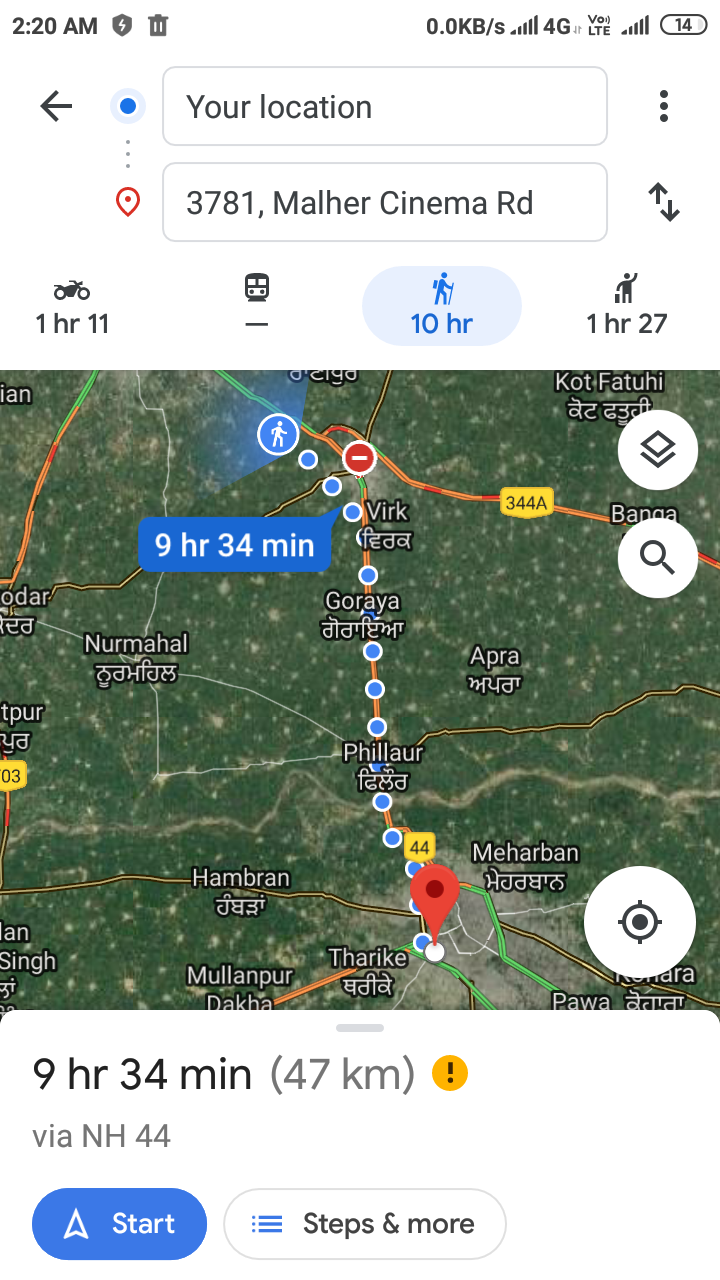 2:20 AM
0.0KB/s 4G Vo)) LTE 14
Your location
3781, Malher Cinema Rd
1 hr 11
—
10 hr
1 hr 27
ian
Kot Fatuhi
ਕੋਟ ਫਤੂਹੀ
344A
Banga
Virk
ਵਿਰਕ
9 hr 34 min
odar
ਕੋਦਰ
Goraya
ਗੋਰਾਇਆ
Nurmahal
ਨੂਰਮਹਿਲ
Apra
ਅਪਰਾ
tpur
ਪੁਰ
Phillaur
ਫਿਲੌਰ
03
44
Meharban
ਮੇਹਰਬਾਨ
Hambran
ਹੰਬੜਾਂ
lan
Singh
Tharike
ਥਰੀਕੇ
Mullanpur
Dakha
Pawa
ਕੋਹਾਰਾ
9 hr 34 min (47 km)
via NH 44
Start
Steps & more